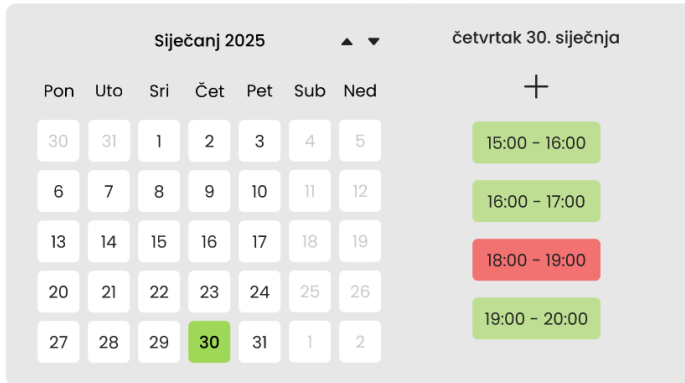 Siječanj 2025
Pon Uto Sri Čet Pet Sub Ned
30 31 1 2 3 4 5
6 7 8 9 10 11 12
13 14 15 16 17 18 19
20 21 22 23 24 25 26
27 28 29 30 31 1 2
četvrtak 30. siječnja
+
15:00 - 16:00
16:00 - 17:00
18:00 - 19:00
19:00 - 20:00